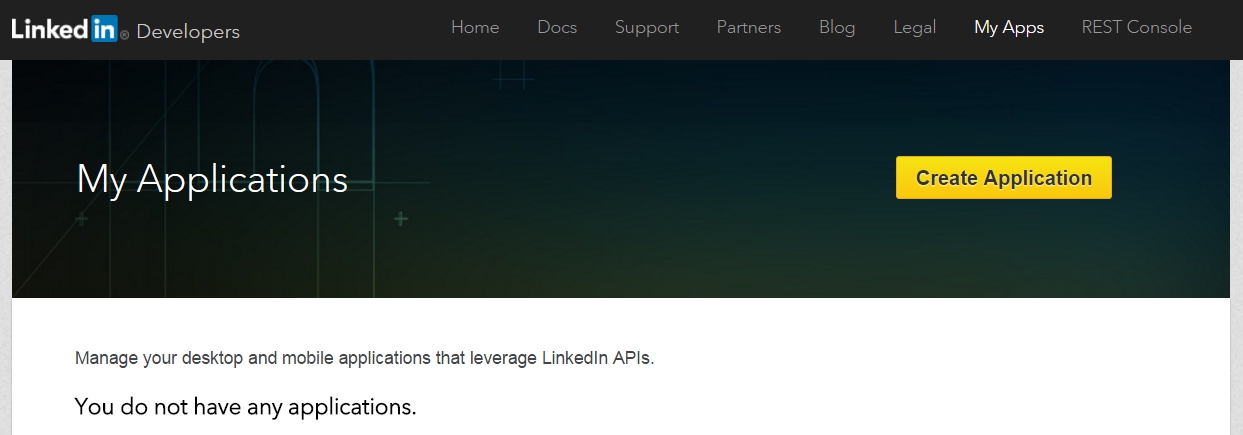 Linked in® Developers Home Docs Support Partners Blog Legal My Apps REST Console
My Applications
Create Application
Manage your desktop and mobile applications that leverage LinkedIn APIs.
You do not have any applications.